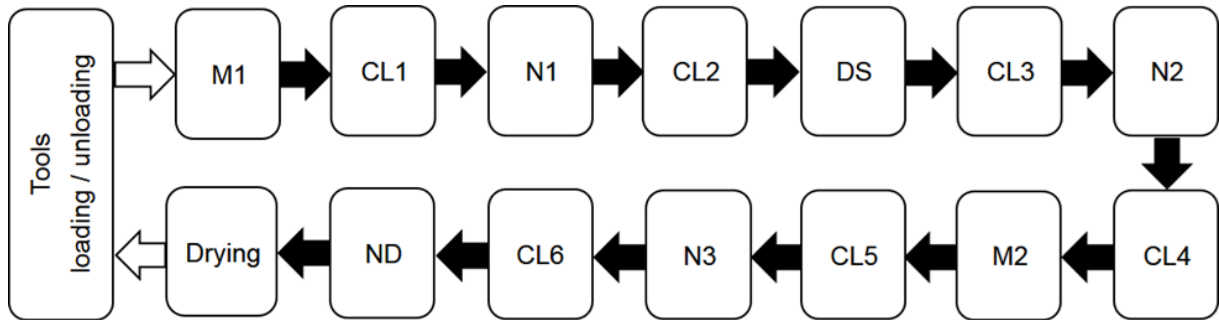 Tools
loading / unloading
M1
CL1
N1
CL2
DS
CL3
N2
CL4
M2
CL5
N3
CL6
ND
Drying